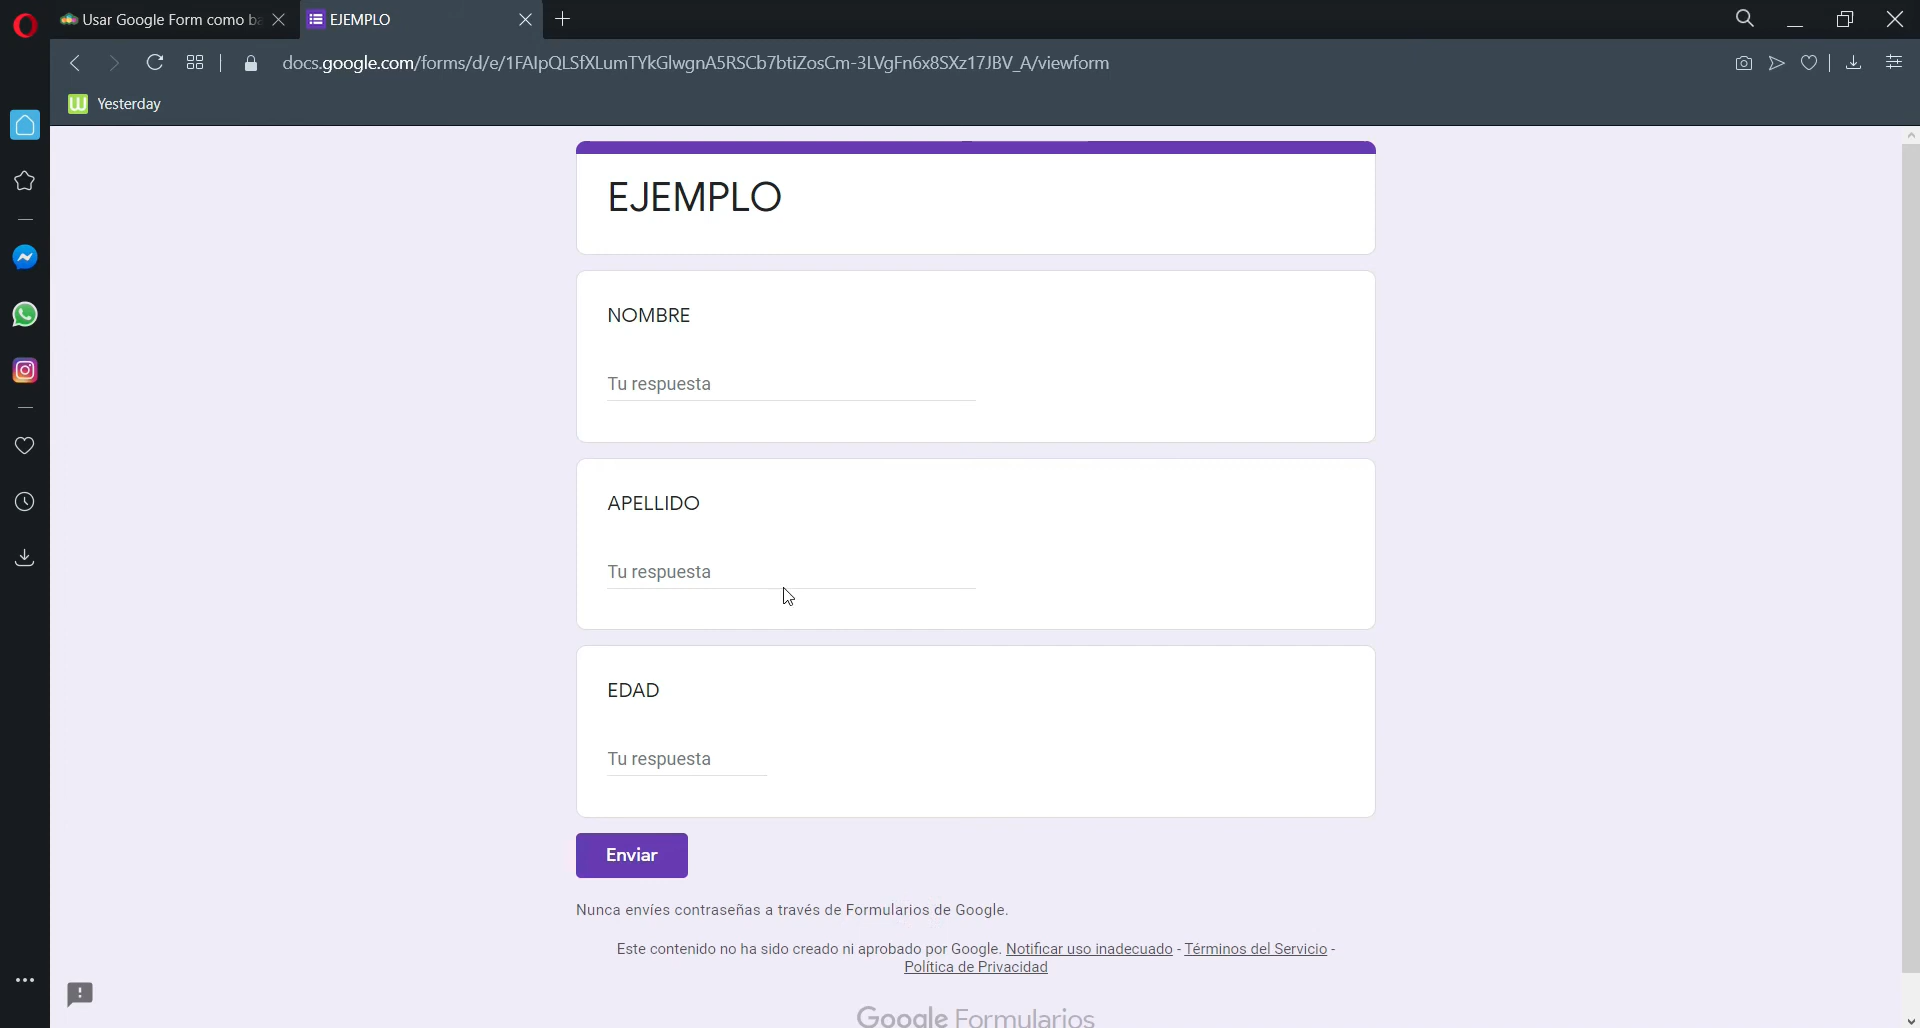 Usar Google Form como ba
EJEMPLO
docs.google.com/forms/d/e/1FAIpQLSfXLumTYkGlwgnA5RSCb7btiZosCm-3LVgFn6x8SXz17JBV_A/viewform
Yesterday
EJEMPLO
NOMBRE
Tu respuesta
APELLIDO
Tu respuesta
EDAD
Tu respuesta
Enviar
Nunca envíes contraseñas a través de Formularios de Google.
Este contenido no ha sido creado ni aprobado por Google. Notificar uso inadecuado - Términos del Servicio -
Política de Privacidad
Google Formularios